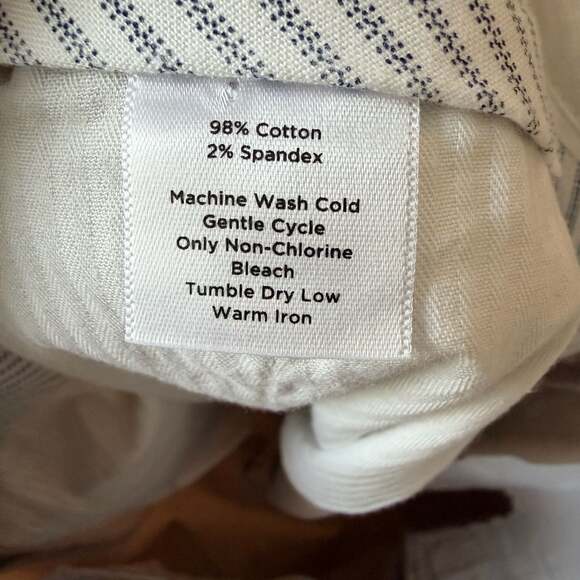 98% Cotton
2% Spandex
Machine Wash Cold
Gentle Cycle
Only Non-Chlorine
Bleach
Tumble Dry Low
Warm Iron